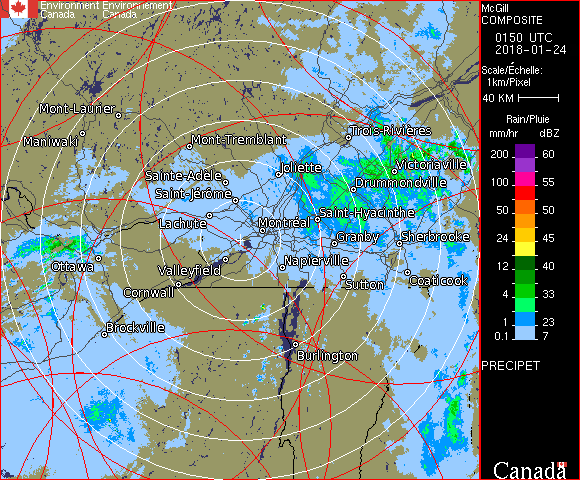 Environment Environnement
Canada Canada
McGill
COMPOSITE
0150 UTC
2018-01-24
Scale/Échelle:
1km/Pixel
40 KM
Rain/Pluie
mm/hr dBZ
200 60
100 55
50 50
24 45
12 40
4 33
1 23
0.1 7
PRECIPET
Canada
Mont-Laurier
Maniwaki
Mont-Tremblant
Trois-Rivières
Joliette
Victoriaville
Sainte-Adèle
Drummondville
Saint-Jérôme
Saint-Hyacinthe
Lachute
Montréal
Granby
Sherbrooke
Ottawa
Napierville
Valleyfield
Coaticook
Sutton
Cornwall
Brockville
Burlington